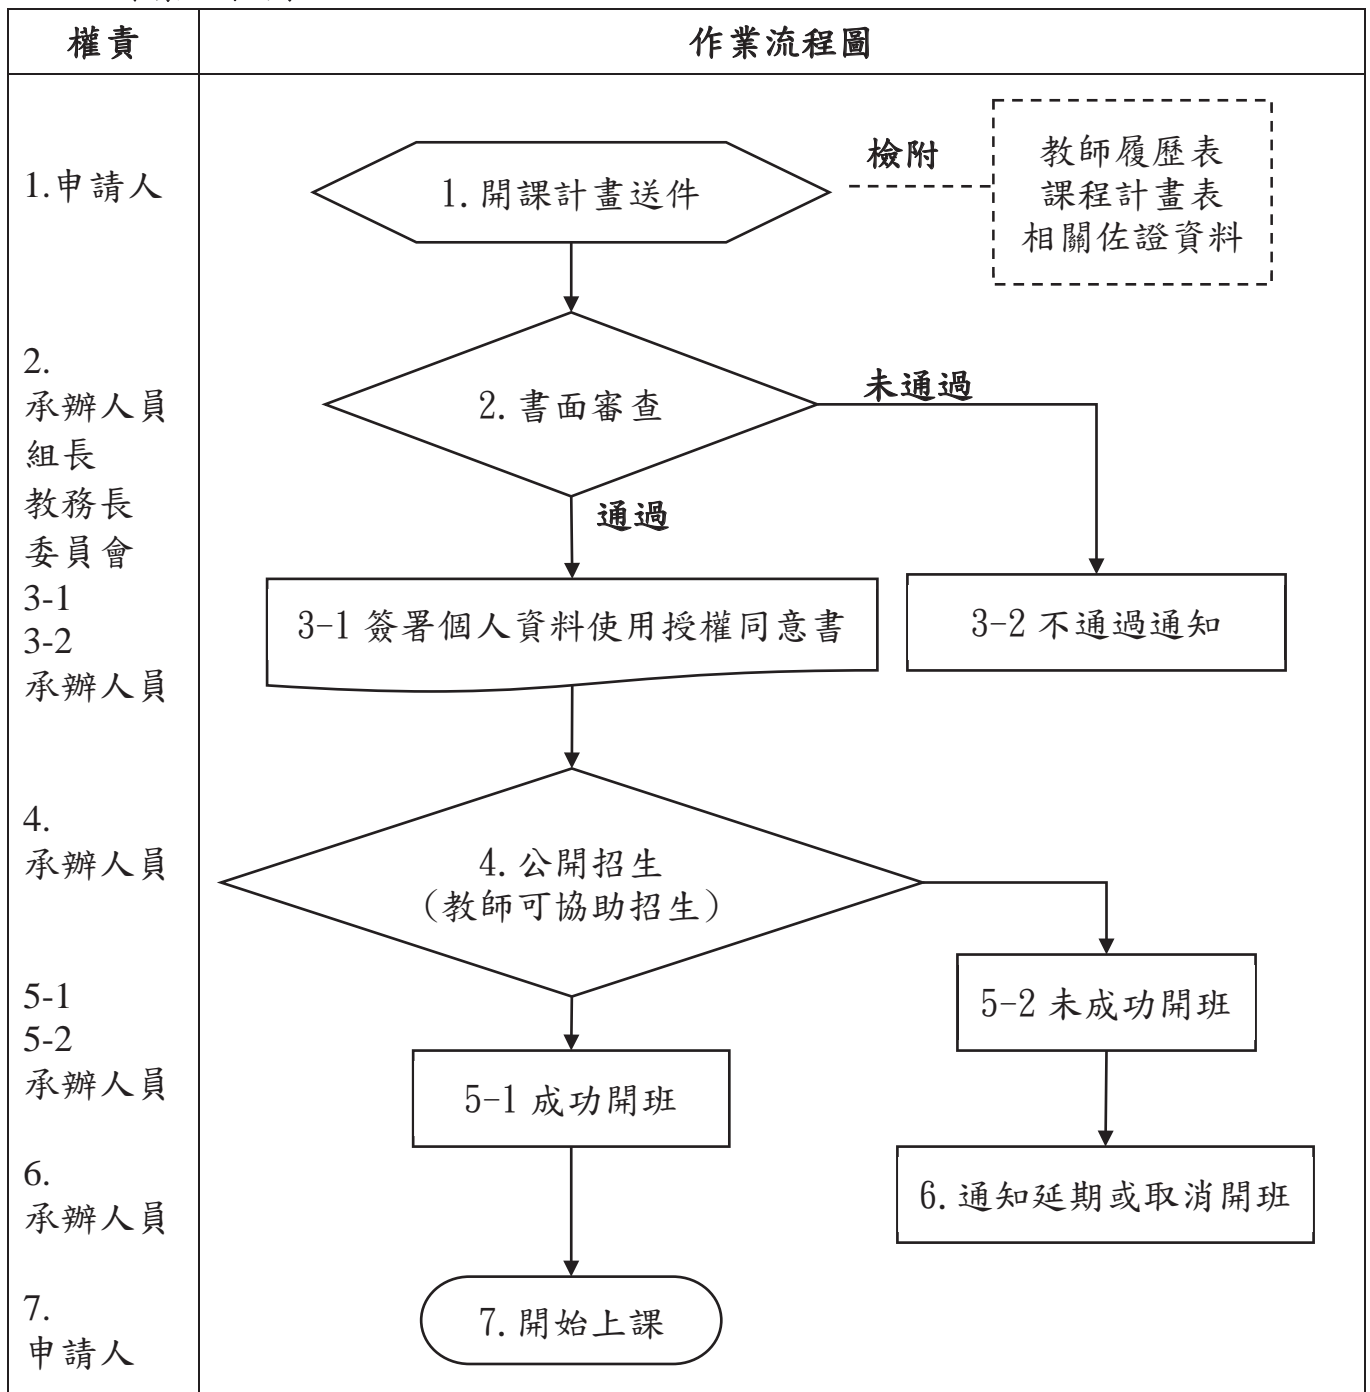 權責
作業流程圖
1.申請人
1.開課計畫送件
檢附
教師履歷表
課程計畫表
相關佐證資料
2.
承辦人員
組長
教務長
委員會
2.書面審查
未通過
通過
3-1
3-2
承辦人員
3-1 簽署個人資料使用授權同意書
3-2 不通過通知
4.
承辦人員
4.公開招生
(教師可協助招生)
5-1
5-2
承辦人員
5-1 成功開班
5-2 未成功開班
6.
承辦人員
6.通知延期或取消開班
7.
申請人
7.開始上課